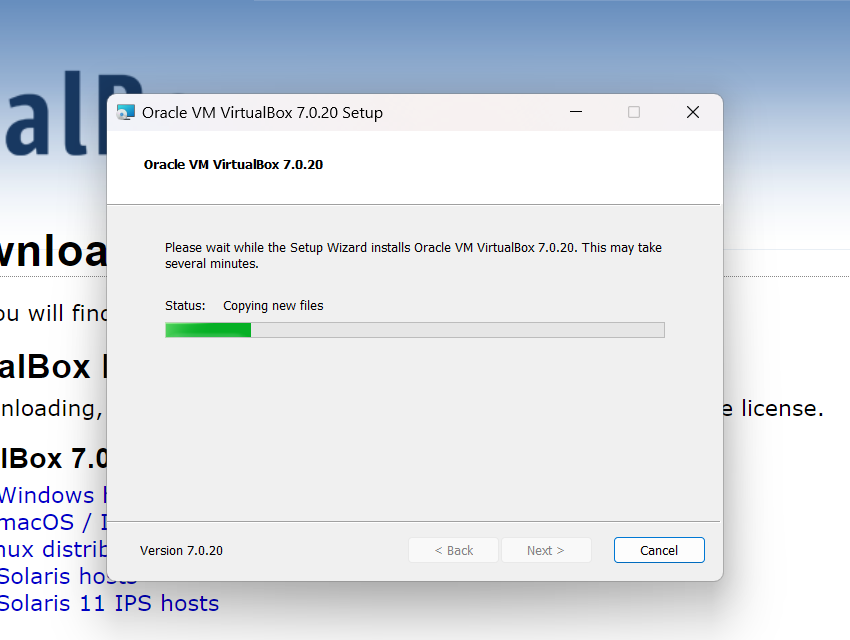 Oracle VM VirtualBox 7.0.20 Setup
Oracle VM VirtualBox 7.0.20
Please wait while the Setup Wizard installs Oracle VM VirtualBox 7.0.20. This may take
several minutes.
Status: Copying new files
Version 7.0.20
< Back
Next >
Cancel
alB
wnloa
ou will find
alBox
nloading,
e license.
lBox 7.0
Windows h
macOS / I
nux distrib
Solaris hosts
Solaris 11 IPS hosts